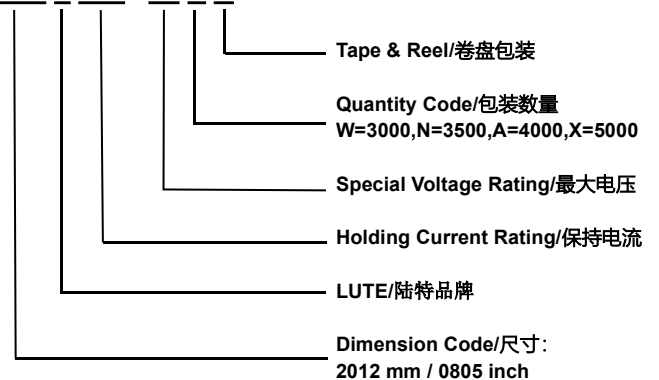 Tape & Reel/卷盘包装
Quantity Code/包装数量
W=3000,N=3500,A=4000,X=5000
Special Voltage Rating/最大电压
Holding Current Rating/保持电流
LUTE/陆特品牌
Dimension Code/尺寸：
2012 mm / 0805 inch